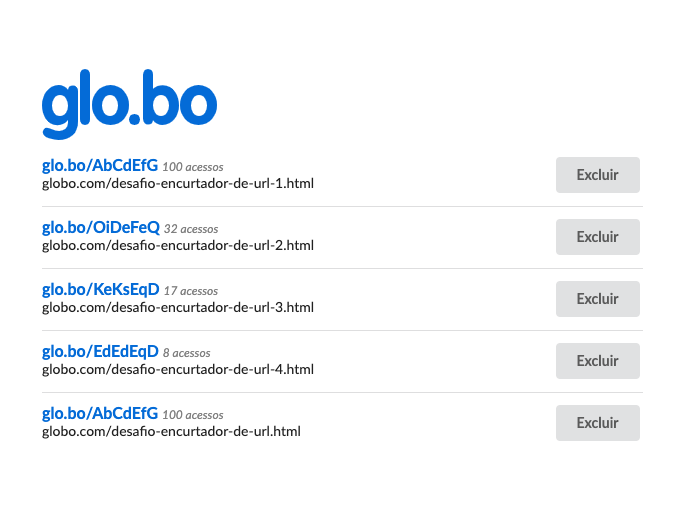 glo.bo
glo.bo/AbCdEfG 100 acessos
globo.com/desafio-encurtador-de-url-1.html
Excluir
glo.bo/OiDeFeQ 32 acessos
globo.com/desafio-encurtador-de-url-2.html
Excluir
glo.bo/KeKsEqD 17 acessos
globo.com/desafio-encurtador-de-url-3.html
Excluir
glo.bo/EdEdEqD 8 acessos
globo.com/desafio-encurtador-de-url-4.html
Excluir
glo.bo/AbCdEfG 100 acessos
globo.com/desafio-encurtador-de-url.html
Excluir